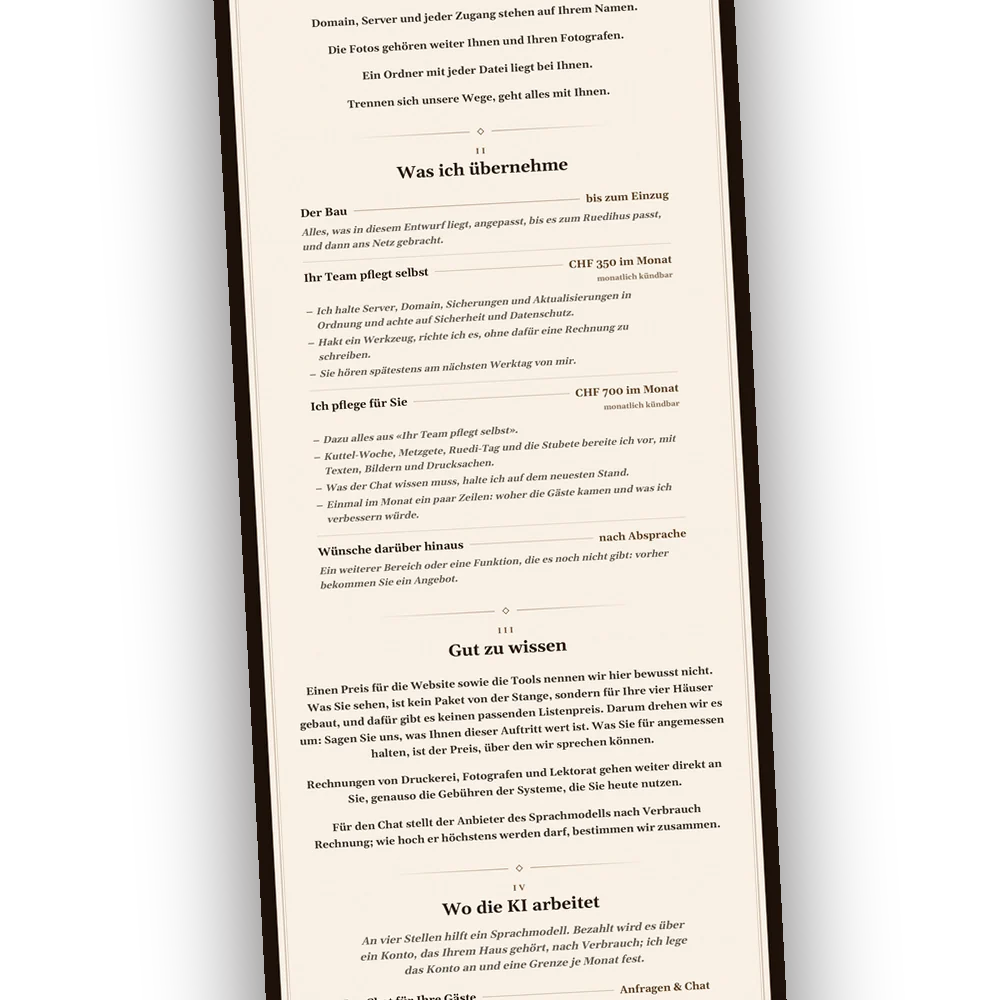 Domain, Server und jeder Zugang stehen auf Ihrem Namen.
Die Fotos gehören weiter Ihnen und Ihren Fotografen.
Ein Ordner mit jeder Datei liegt bei Ihnen.
Trennen sich unsere Wege, geht alles mit Ihnen.
II
Was ich übernehme
Der Bau bis zum Einzug
Alles, was in diesem Entwurf liegt, angepasst, bis es zum Ruedihus passt,
und dann ans Netz gebracht.
Ihr Team pflegt selbst CHF 350 im Monat
monatlich kündbar
– Ich halte Server, Domain, Sicherungen und Aktualisierungen in
Ordnung und achte auf Sicherheit und Datenschutz.
– Hakt ein Werkzeug, richte ich es, ohne dafür eine Rechnung zu
schreiben.
– Sie hören spätestens am nächsten Werktag von mir.
Ich pflege für Sie CHF 700 im Monat
monatlich kündbar
– Dazu alles aus «Ihr Team pflegt selbst».
– Kuttel-Woche, Metzgete, Ruedi-Tag und die Stubete bereite ich vor, mit
Texten, Bildern und Drucksachen.
– Was der Chat wissen muss, halte ich auf dem neuesten Stand.
– Einmal im Monat ein paar Zeilen: woher die Gäste kamen und was ich
verbessern würde.
Wünsche darüber hinaus nach Absprache
Ein weiterer Bereich oder eine Funktion, die es noch nicht gibt: vorher
bekommen Sie ein Angebot.
III
Gut zu wissen
Einen Preis für die Website sowie die Tools nennen wir hier bewusst nicht.
Was Sie sehen, ist kein Paket von der Stange, sondern für Ihre vier Häuser
gebaut, und dafür gibt es keinen passenden Listenpreis. Darum drehen wir es
um: Sagen Sie uns, was Ihnen dieser Auftritt wert ist. Was Sie für angemessen
halten, ist der Preis, über den wir sprechen können.
Rechnungen von Druckerei, Fotografen und Lektorat gehen weiter direkt an
Sie, genauso die Gebühren der Systeme, die Sie heute nutzen.
Für den Chat stellt der Anbieter des Sprachmodells nach Verbrauch
Rechnung; wie hoch er höchstens werden darf, bestimmen wir zusammen.
IV
Wo die KI arbeitet
An vier Stellen hilft ein Sprachmodell. Bezahlt wird es über
ein Konto, das Ihrem Haus gehört, nach Verbrauch; ich lege
das Konto an und eine Grenze je Monat fest.
Chat für Ihre Gäste Anfragen & Chat